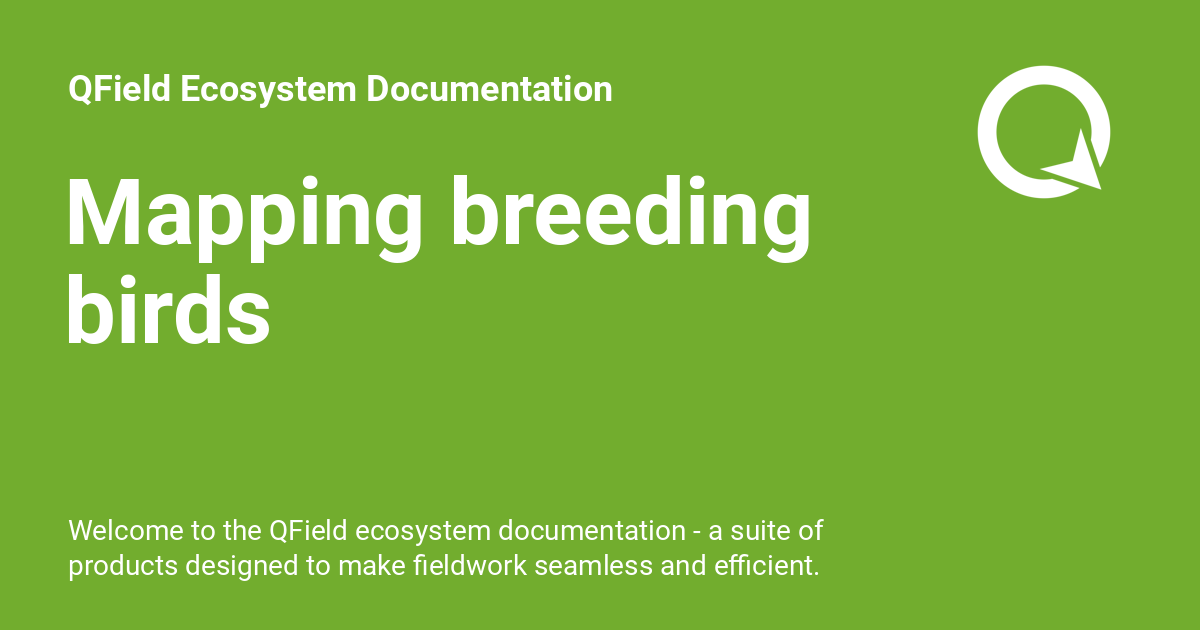 QField Ecosystem Documentation
Mapping breeding
birds
Welcome to the QField ecosystem documentation - a suite of
products designed to make fieldwork seamless and efficient.